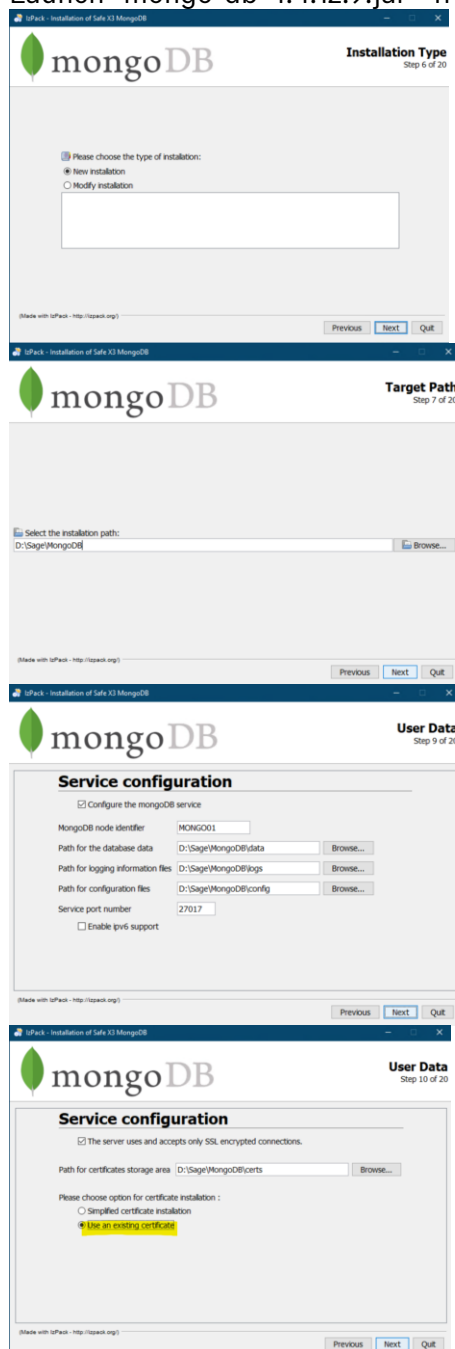 IzPack - Installation of Safe X3 MongoDB
mongoDB
Installation Type
Step 6 of 20
Please choose the type of installation:
New installation
Modify installation
(Made with IzPack - http://izpack.org/)
Previous Next Quit
IzPack - Installation of Safe X3 MongoDB
mongoDB
Target Path
Step 7 of 20
Select the installation path:
D:\Sage\MongoDB Browse...
(Made with IzPack - http://izpack.org/)
Previous Next Quit
IzPack - Installation of Safe X3 MongoDB
mongoDB
User Data
Step 9 of 20
Service configuration
Configure the mongoDB service
MongoDB node identifier MONGO01
Path for the database data D:\Sage\MongoDB\data Browse...
Path for logging information files D:\Sage\MongoDB\logs Browse...
Path for configuration files D:\Sage\MongoDB\config Browse...
Service port number 27017
Enable ipv6 support
(Made with IzPack - http://izpack.org/)
Previous Next Quit
IzPack - Installation of Safe X3 MongoDB
mongoDB
User Data
Step 10 of 20
Service configuration
The server uses and accepts only SSL encrypted connections.
Path for certificates storage area D:\Sage\MongoDB\certs Browse...
Please choose option for certificate installation :
Simplified certificate instalation
Use an existing certificate
(Made with IzPack - http://izpack.org/)
Previous Next Quit